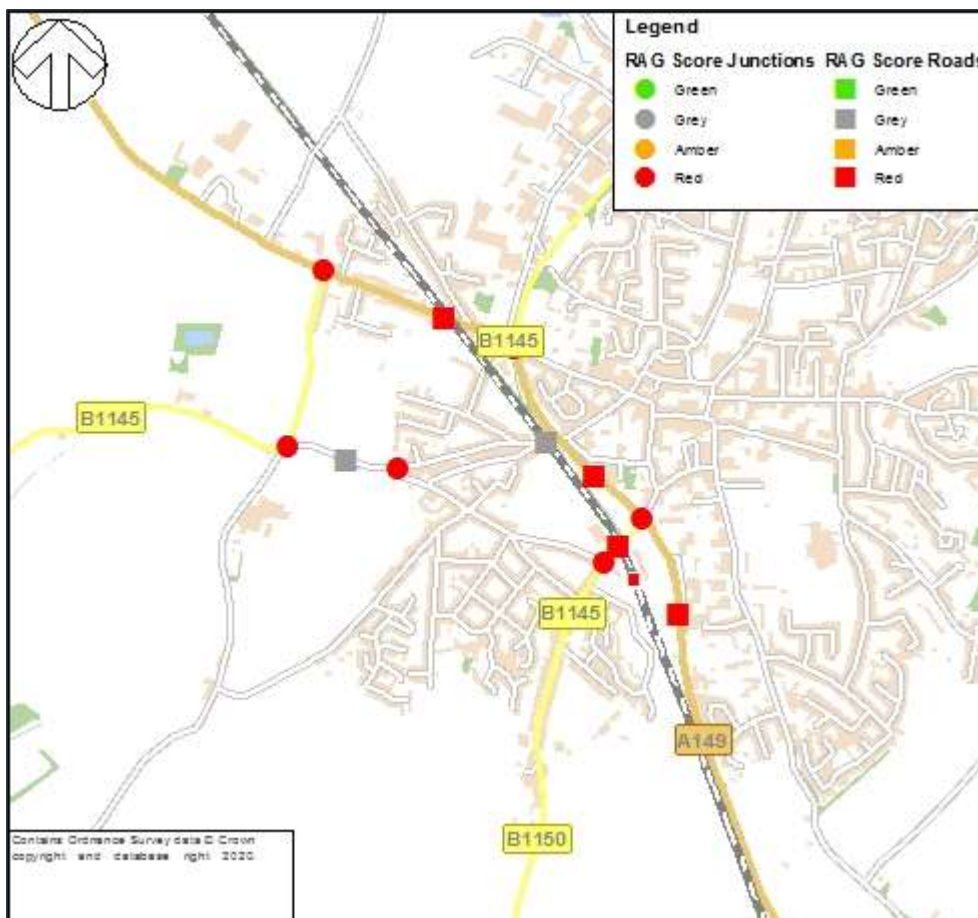 Legend
RAG Score Junctions RAG Score Roads
Green Green
Grey Grey
Amber Amber
Red Red
B1145
B1145
B1145
A149
B1150
Contains Ordnance Survey data © Crown
copyright and database right 2020